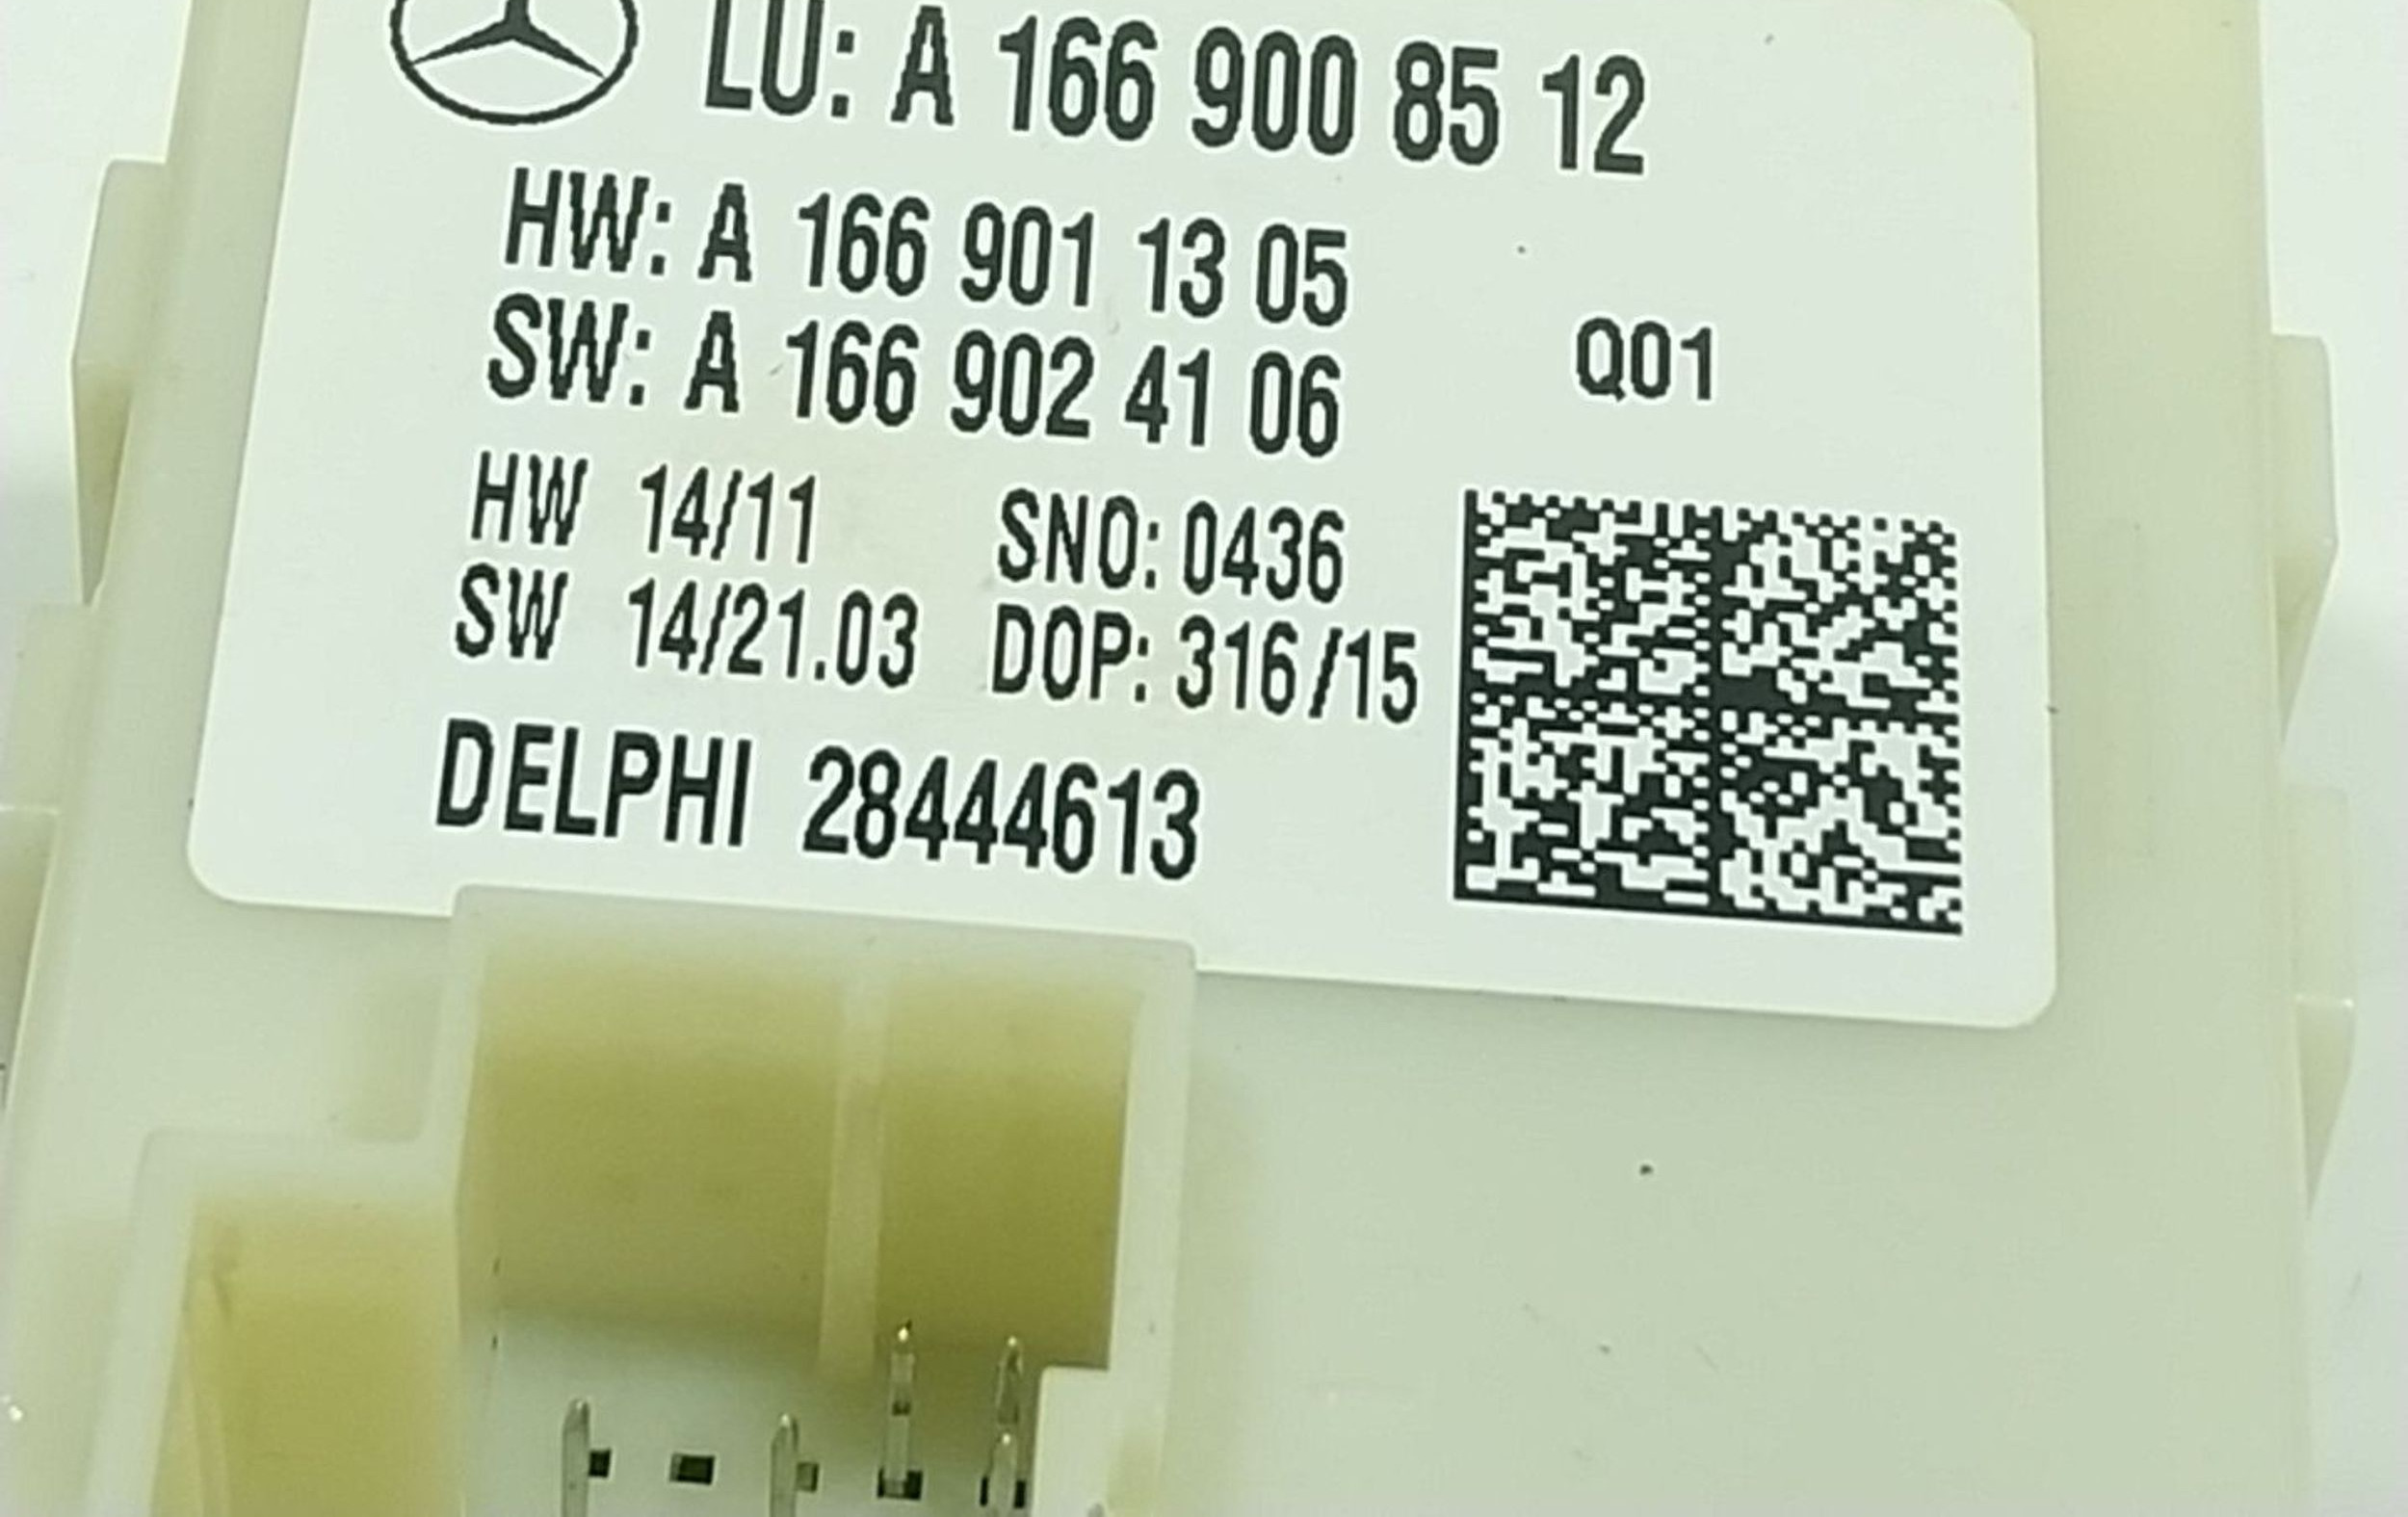 LU: A 166 900 85 12
HW: A 166 901 13 05
SW: A 166 902 41 06
Q01
HW 14/11 SNO: 0436
SW 14/21.03 DOP: 316/15
DELPHI 28444613